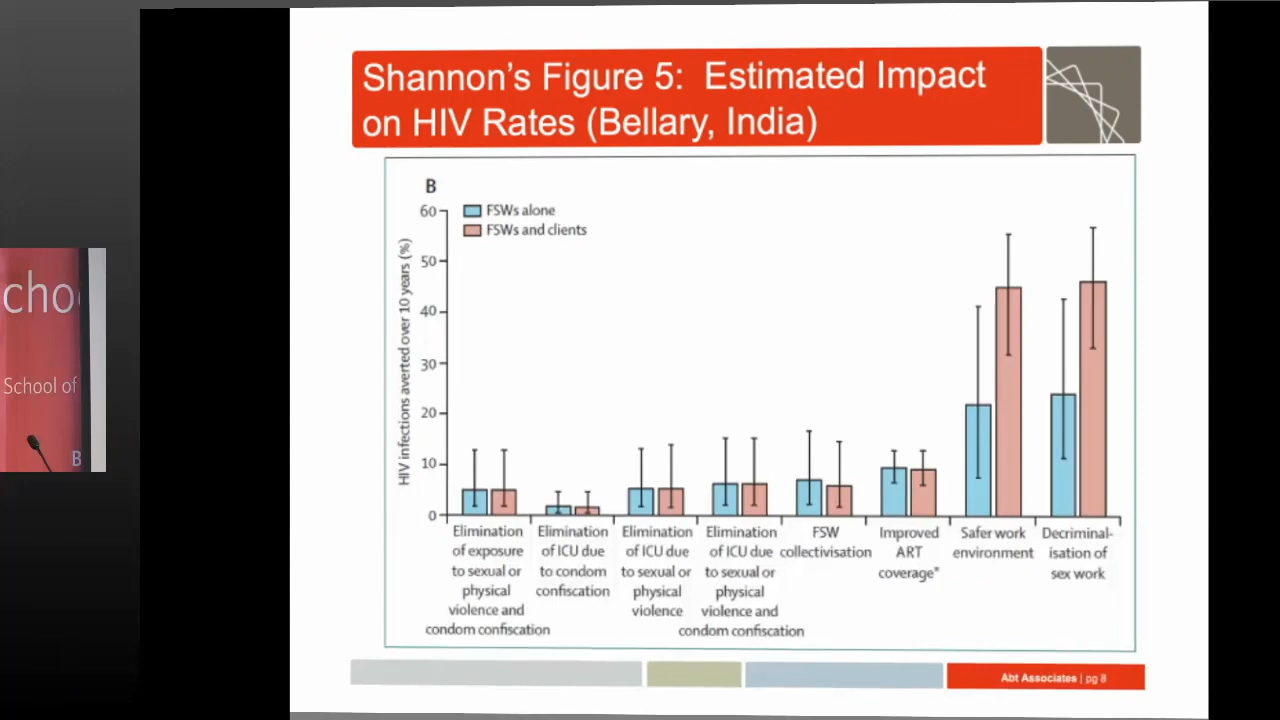 Shannon's Figure 5: Estimated Impact
on HIV Rates (Bellary, India)
B
FSWs alone
FSWs and clients
HIV infections averted over 10 years (%)
60
50
40
30
20
10
0
Elimination
of exposure
to sexual or
physical
violence and
condom confiscation
Elimination
of ICU due
to condom
confiscation
Elimination
of ICU due
to sexual or
physical
violence
Elimination
of ICU due
to sexual or
physical
violence and
condom confiscation
FSW
collectivisation
Improved
ART
coverage*
Safer work
environment
Decriminal-
isation of
sex work
Abt Associates | pg 8
cho
School of
B